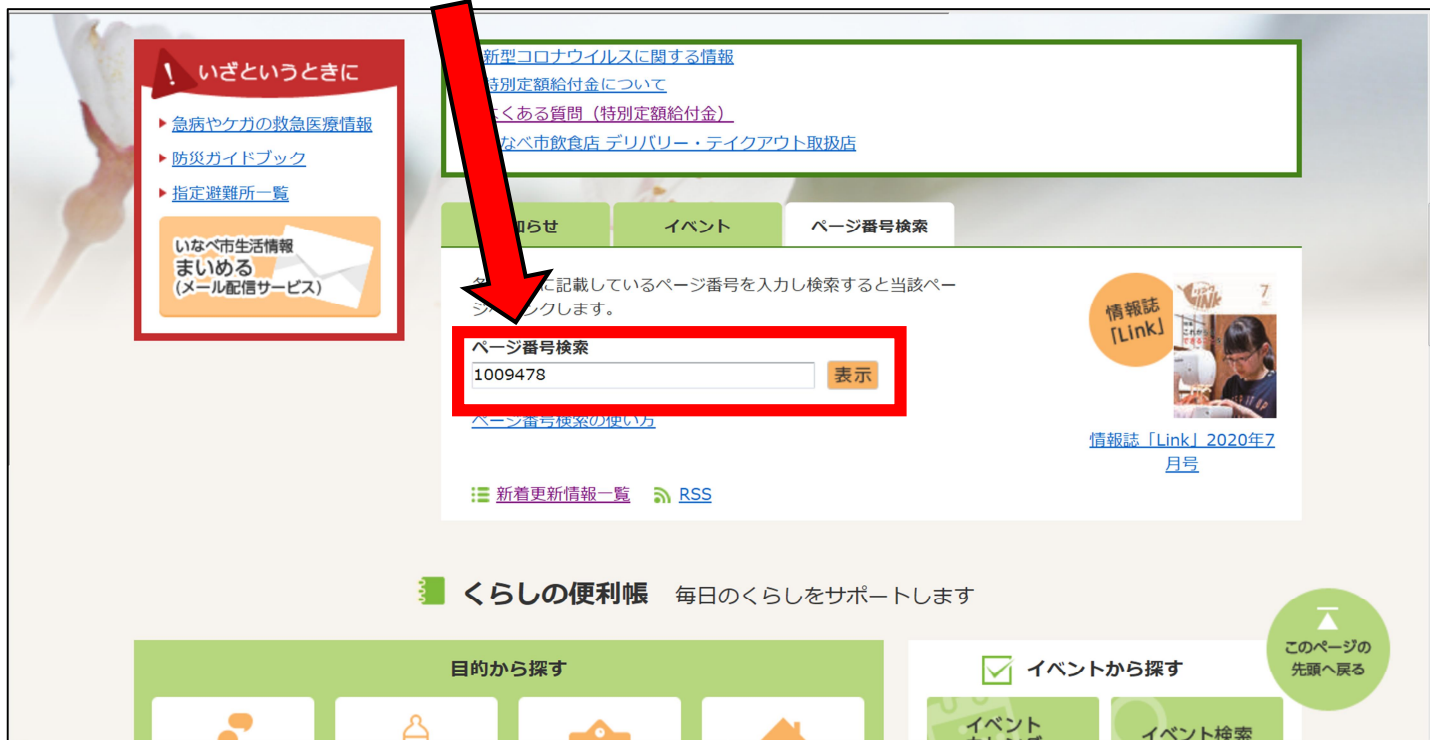 いざというときに
急病やケガの救急医療情報
防災ガイドブック
指定避難所一覧
いなべ市生活情報
まいめる
(メール配信サービス)
新型コロナウイルスに関する情報
特別定額給付金について
よくある質問（特別定額給付金）
なべ市飲食店 デリバリー・テイクアウト取扱店
知らせ
イベント
ページ番号検索
に記載しているページ番号を入力し検索すると当該ペー
ジへリンクします。
ページ番号検索
1009478
表示
ページ番号検索の使い方
新着更新情報一覧
RSS
情報誌
「Link」
LINK
7
情報誌「Link」2020年7
月号
くらしの便利帳 毎日のくらしをサポートします
目的から探す
イベントから探す
イベント
イベント検索
このページの
先頭へ戻る